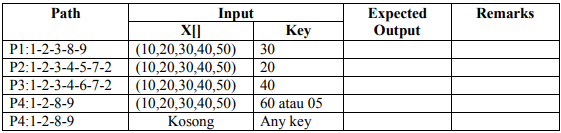 Path Input Expected Output Remarks
X[] Key
P1:1-2-3-8-9 (10,20,30,40,50) 30
P2:1-2-3-4-5-7-2 (10,20,30,40,50) 20
P3:1-2-3-4-6-7-2 (10,20,30,40,50) 40
P4:1-2-8-9 (10,20,30,40,50) 60 atau 05
P4:1-2-8-9 Kosong Any key